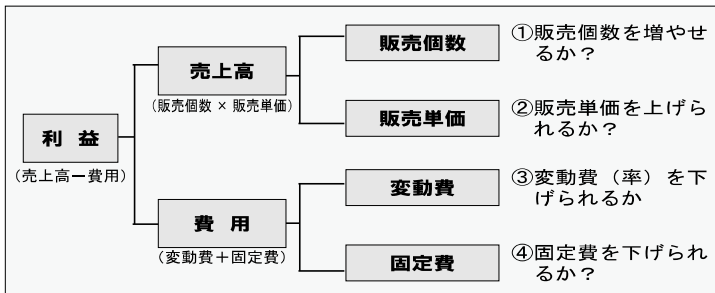 利 益
(売上高ー費用)
売上高
(販売個数 × 販売単価)
費 用
(変動費＋固定費)
販売個数
①販売個数を増やせ
るか？
販売単価
②販売単価を上げら
れるか？
変動費
③変動費（率）を下
げられるか
固定費
④固定費を下げられ
るか？